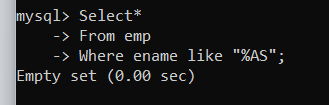 mysql> Select*
    -> From emp
    -> Where ename like "%AS";
Empty set (0.00 sec)